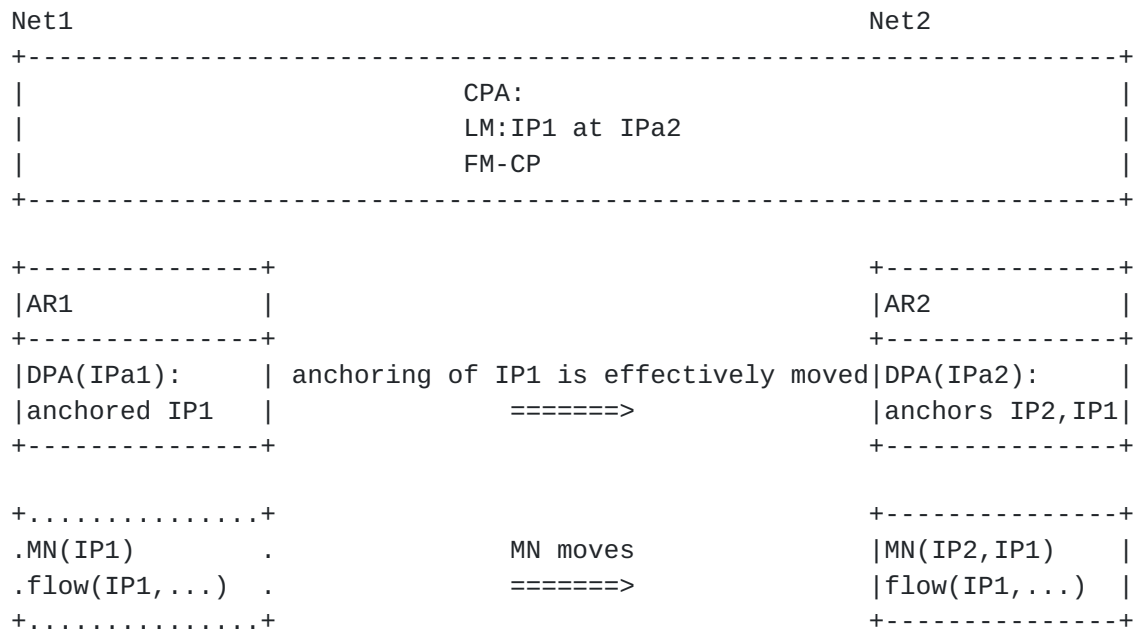 Net1                                                   Net2
+----------------------------------------------------------------------+
|                            CPA:                                      |
|                            LM:IP1 at IPa2                            |
|                            FM-CP                                     |
+----------------------------------------------------------------------+

+---------------+                                      +---------------+
|AR1            |                                      |AR2            |
+---------------+                                      +---------------+
|DPA(IPa1):     | anchoring of IP1 is effectively moved|DPA(IPa2):     |
|anchored IP1   |               =======>               |anchors IP2,IP1|
+---------------+                                      +---------------+

+...............+                                      +---------------+
.MN(IP1)        .               MN moves               |MN(IP2,IP1)    |
.flow(IP1,...)  .               =======>               |flow(IP1,...)  |
+...............+                                      +---------------+